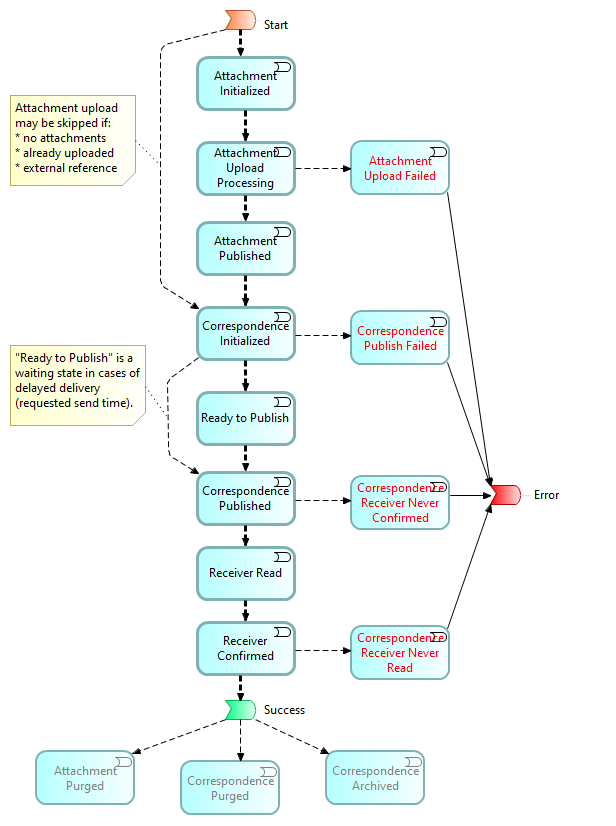 Start
Attachment
Initialized
Attachment upload
may be skipped if:
* no attachments
* already uploaded
* external reference
Attachment
Upload
Processing
Attachment
Upload Failed
Attachment
Published
Correspondence
Initialized
Correspondence
Publish Failed
"Ready to Publish" is a
waiting state in cases of
delayed delivery
(requested send time).
Ready to Publish
Correspondence
Published
Correspondence
Receiver Never
Confirmed
Error
Receiver Read
Receiver
Confirmed
Correspondence
Receiver Never
Read
Success
Attachment
Purged
Correspondence
Purged
Correspondence
Archived